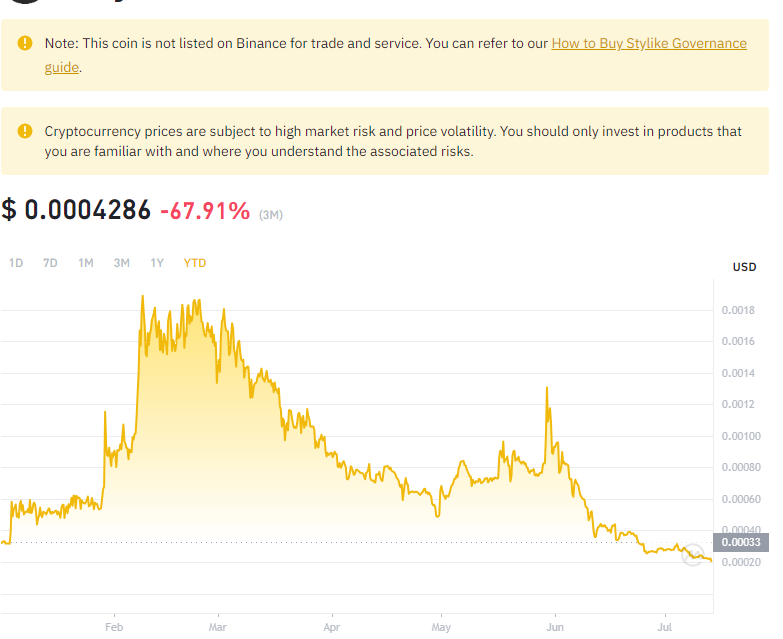 Note: This coin is not listed on Binance for trade and service. You can refer to our How to Buy Stylike Governance
guide.
Cryptocurrency prices are subject to high market risk and price volatility. You should only invest in products that
you are familiar with and where you understand the associated risks.
$ 0.0004286 -67.91% (3M)
1D 7D 1M 3M 1Y YTD
USD
0.0018
0.0016
0.0014
0.0012
0.00100
0.00080
0.00060
0.00040
0.00033
0.00020
Feb Mar Apr May Jun Jul